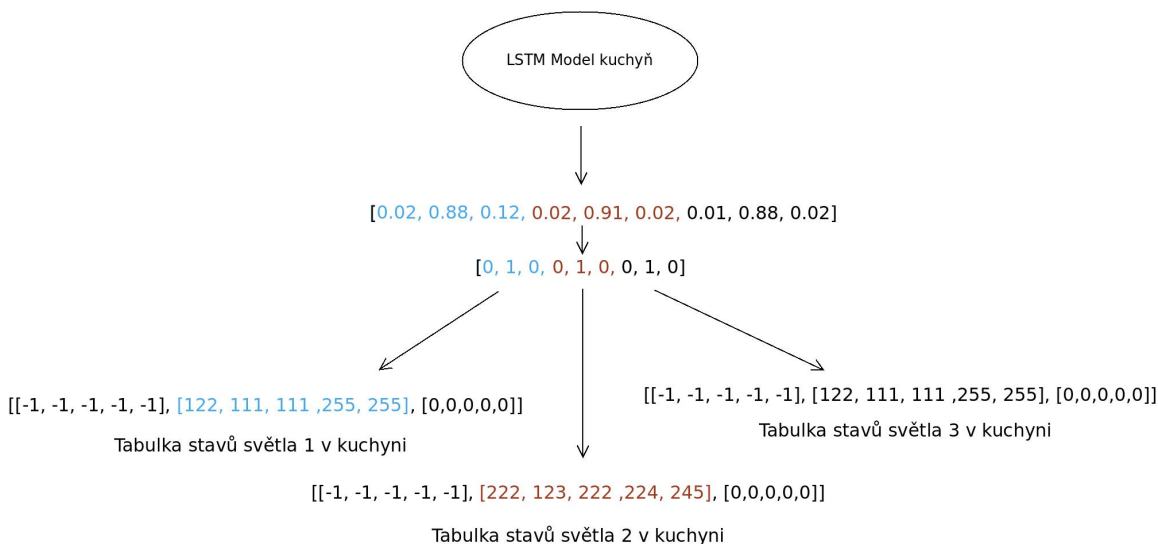 LSTM Model kuchyň
[0.02, 0.88, 0.12, 0.02, 0.91, 0.02, 0.01, 0.88, 0.02]
[0, 1, 0, 0, 1, 0, 0, 1, 0]
[[-1, -1, -1, -1, -1], [122, 111, 111 ,255, 255], [0,0,0,0,0]]
Tabulka stavů světla 1 v kuchyni
[[-1, -1, -1, -1, -1], [122, 111, 111 ,255, 255], [0,0,0,0,0]]
Tabulka stavů světla 3 v kuchyni
[[-1, -1, -1, -1, -1], [222, 123, 222 ,224, 245], [0,0,0,0,0]]
Tabulka stavů světla 2 v kuchyni